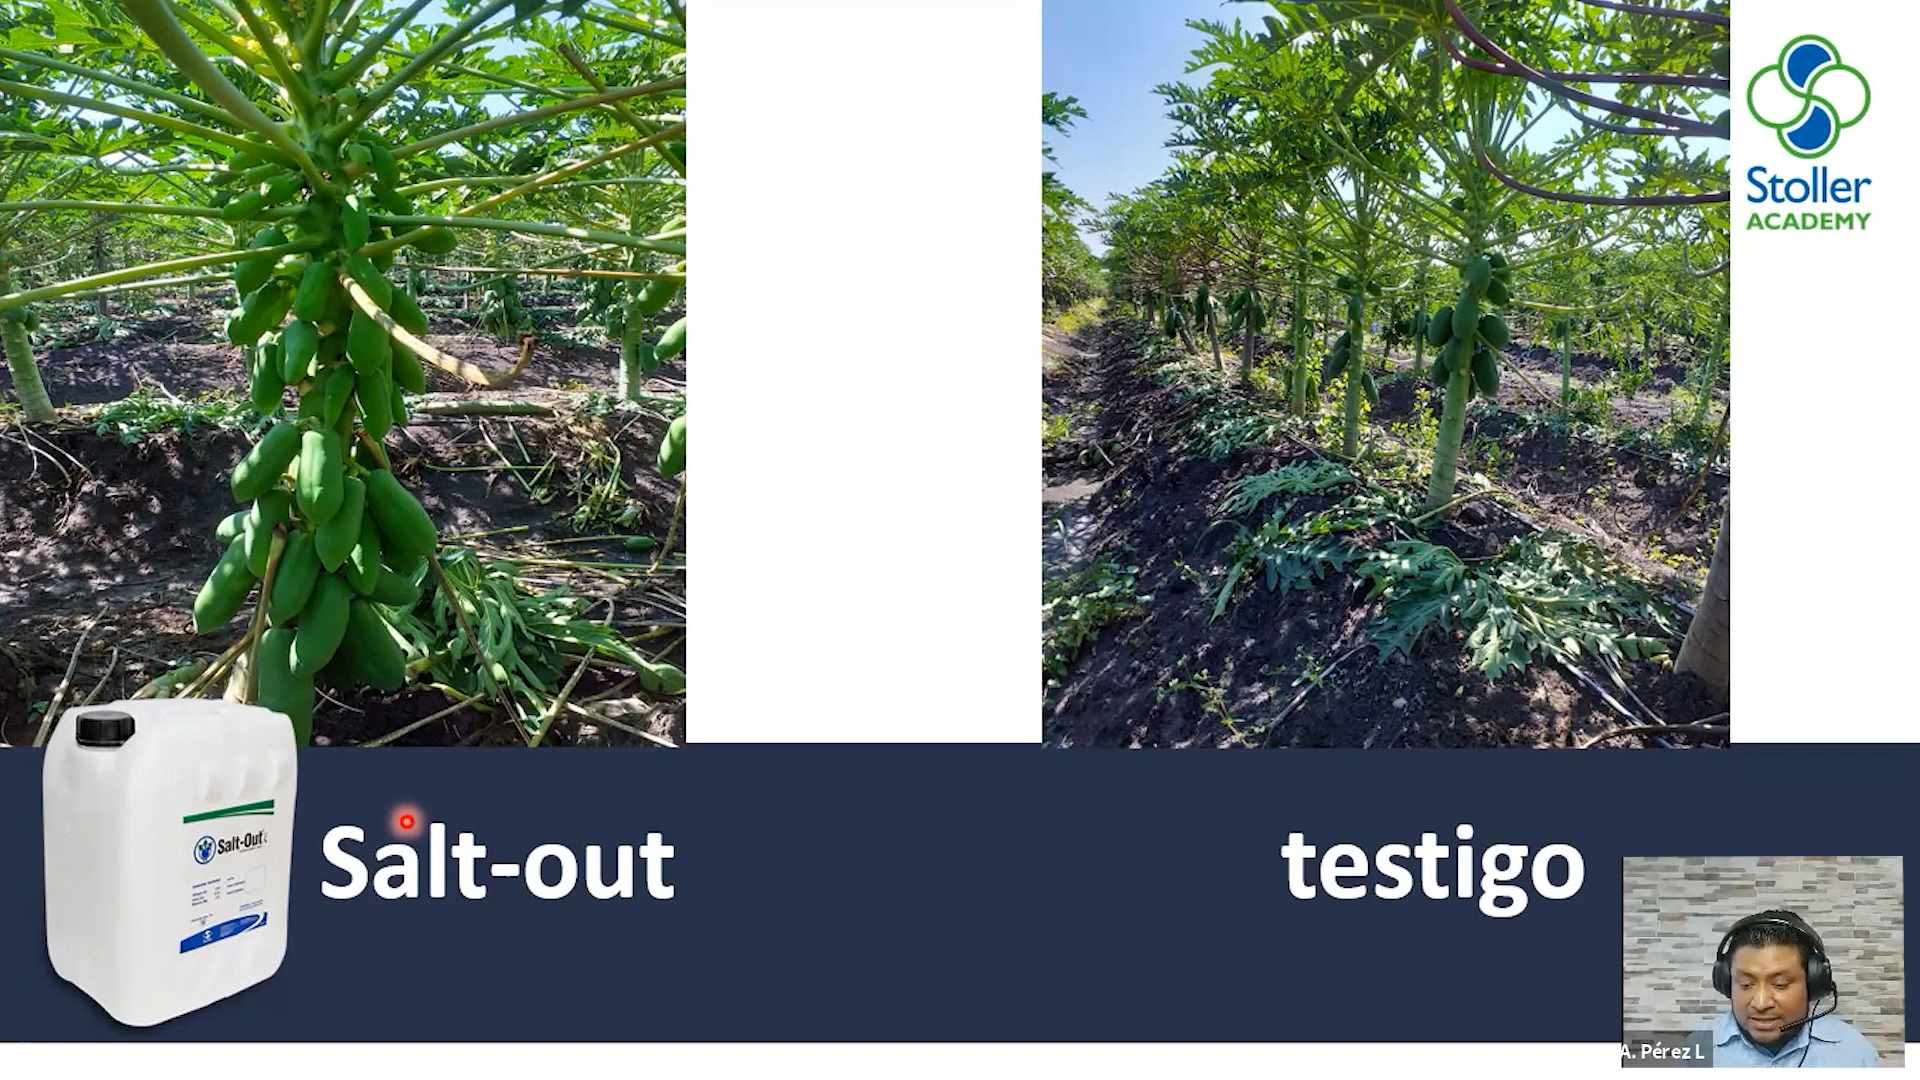 Stoller
ACADEMY
Salt-Out
Salt-out
testigo
A. Pérez L